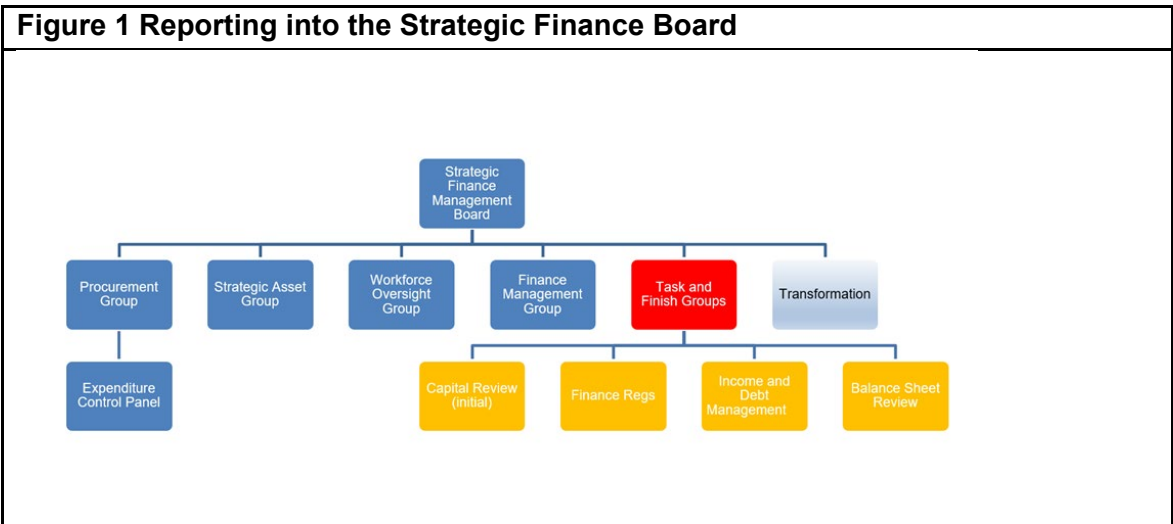 Figure 1 Reporting into the Strategic Finance Board
Strategic
Finance
Management
Board
Procurement
Group
Strategic Asset
Group
Workforce
Oversight
Group
Finance
Management
Group
Task and
Finish Groups
Transformation
Expenditure
Control Panel
Capital Review
(initial)
Finance Regs
Income and
Debt
Management
Balance Sheet
Review